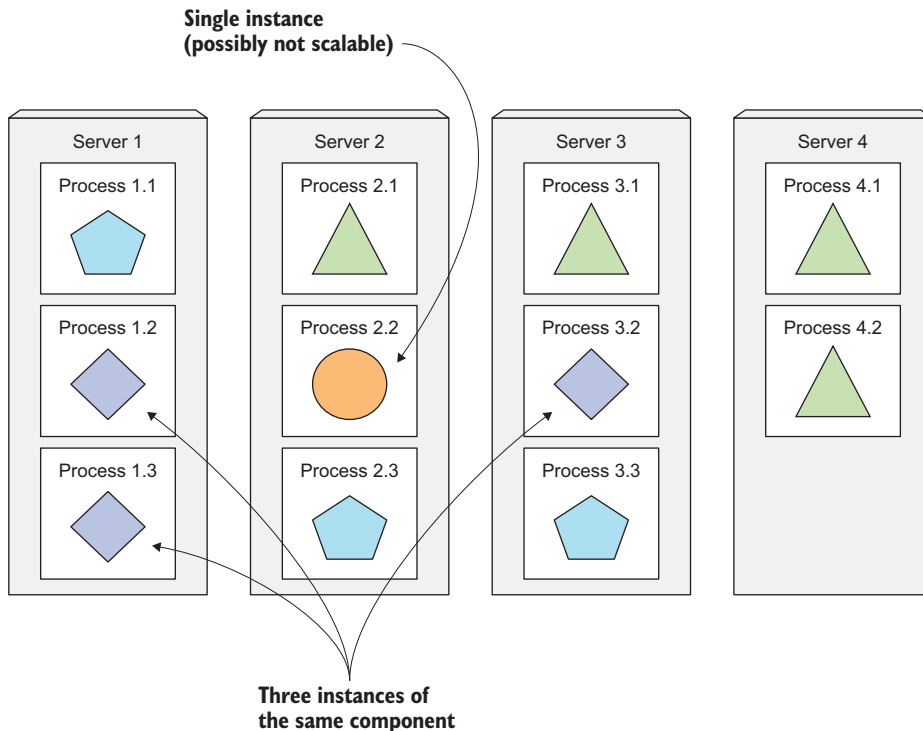 Single instance
(possibly not scalable)
Server 1
Server 2
Server 3
Server 4
Process 1.1
Process 2.1
Process 3.1
Process 4.1
Process 1.2
Process 2.2
Process 3.2
Process 4.2
Process 1.3
Process 2.3
Process 3.3
Three instances of
the same component